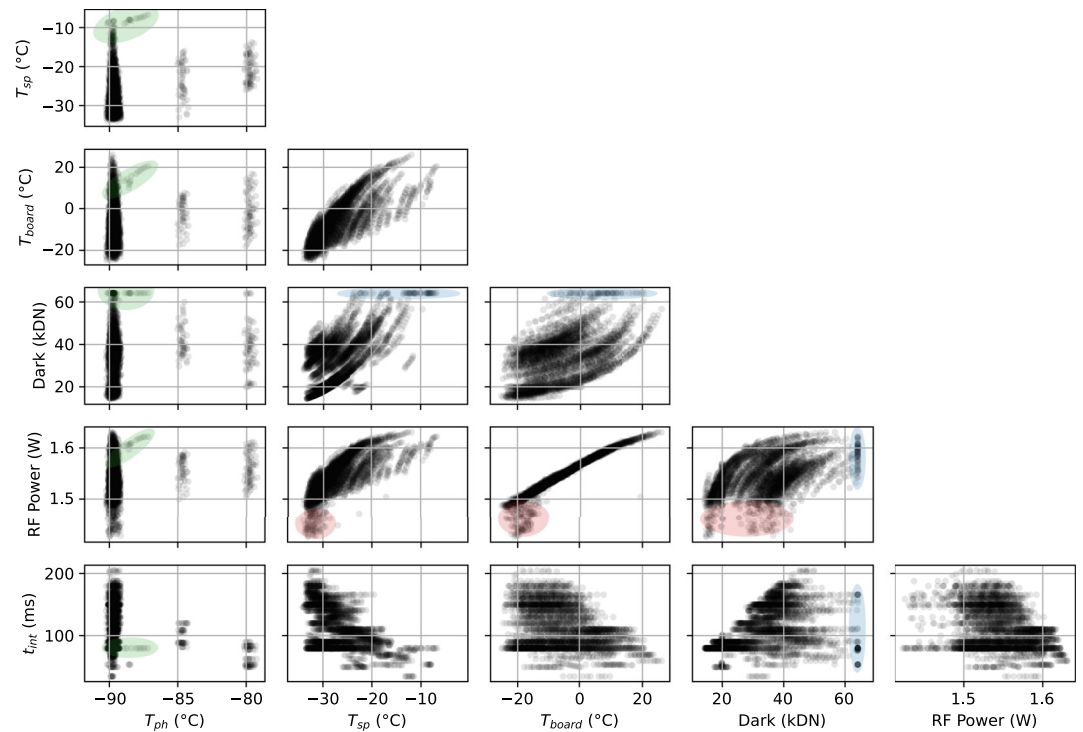 −10
−20
−30
T_sp (°C)
20
0
−20
T_board (°C)
60
40
20
Dark (kDN)
1.6
1.5
RF Power (W)
200
100
t_int (ms)
−90 −85 −80
T_ph (°C)
−30 −20 −10
T_sp (°C)
−20 0 20
T_board (°C)
20 40 60
Dark (kDN)
1.5 1.6
RF Power (W)